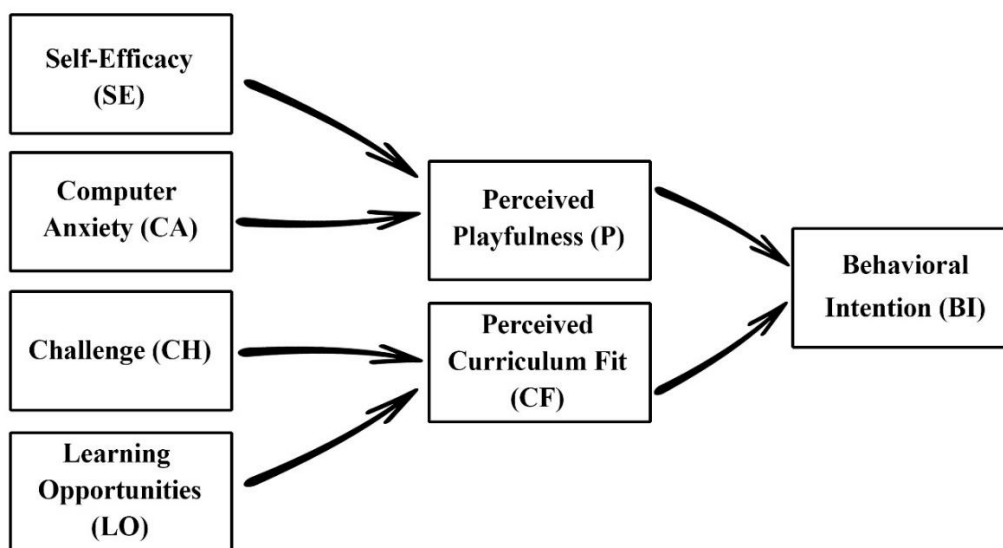 Self-Efficacy
(SE)
Computer
Anxiety (CA)
Challenge (CH)
Learning
Opportunities
(LO)
Perceived
Playfulness (P)
Perceived
Curriculum Fit
(CF)
Behavioral
Intention (BI)